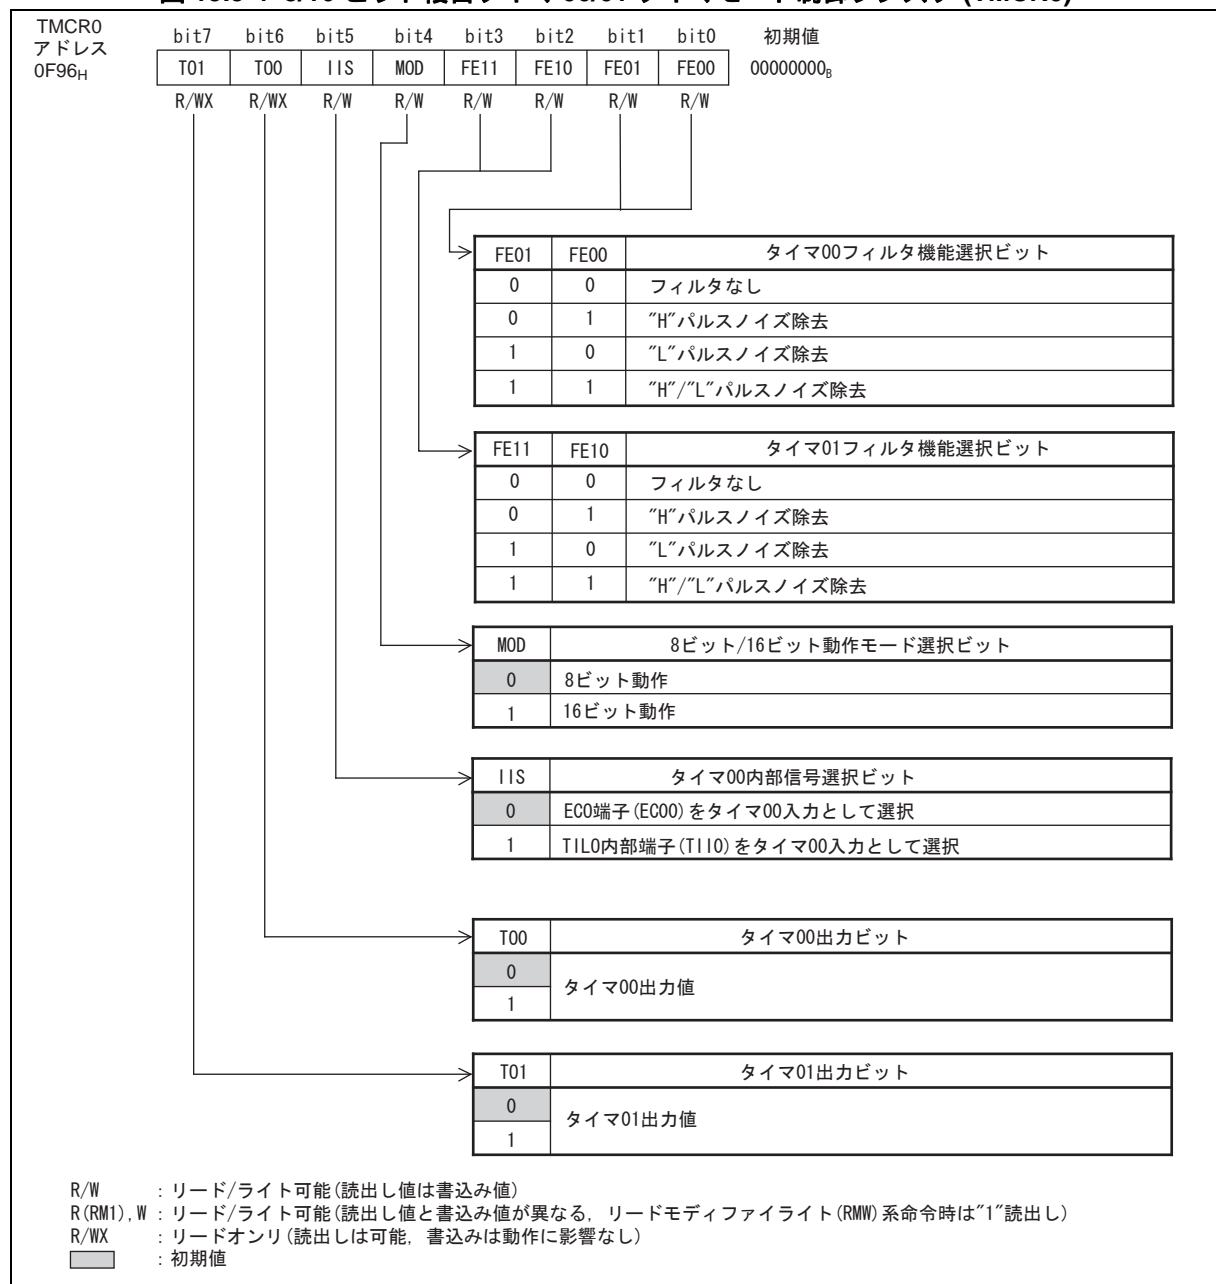 TMCR0
アドレス bit7 bit6 bit5 bit4 bit3 bit2 bit1 bit0 初期値
0F96H T01 T00 IIS MOD FE11 FE10 FE01 FE00 00000000B
R/WX R/WX R/W R/W R/W R/W R/W R/W
FE01 FE00 タイマ00フィルタ機能選択ビット
0 0 フィルタなし
0 1 "H"パルスノイズ除去
1 0 "L"パルスノイズ除去
1 1 "H"/"L"パルスノイズ除去
FE11 FE10 タイマ01フィルタ機能選択ビット
0 0 フィルタなし
0 1 "H"パルスノイズ除去
1 0 "L"パルスノイズ除去
1 1 "H"/"L"パルスノイズ除去
MOD 8ビット/16ビット動作モード選択ビット
0 8ビット動作
1 16ビット動作
IIS タイマ00内部信号選択ビット
0 EC0端子(EC00)をタイマ00入力として選択
1 TIL0内部端子(TII0)をタイマ00入力として選択
T00 タイマ00出力ビット
0
タイマ00出力値
1
T01 タイマ01出力ビット
0
タイマ01出力値
1
R/W :リード/ライト可能(読出し値は書込み値)
R(RM1),W :リード/ライト可能(読出し値と書込み値が異なる, リードモディファイライト(RMW)系命令時は"1"読出し)
R/WX :リードオンリ(読出しは可能, 書込みは動作に影響なし)
:初期値